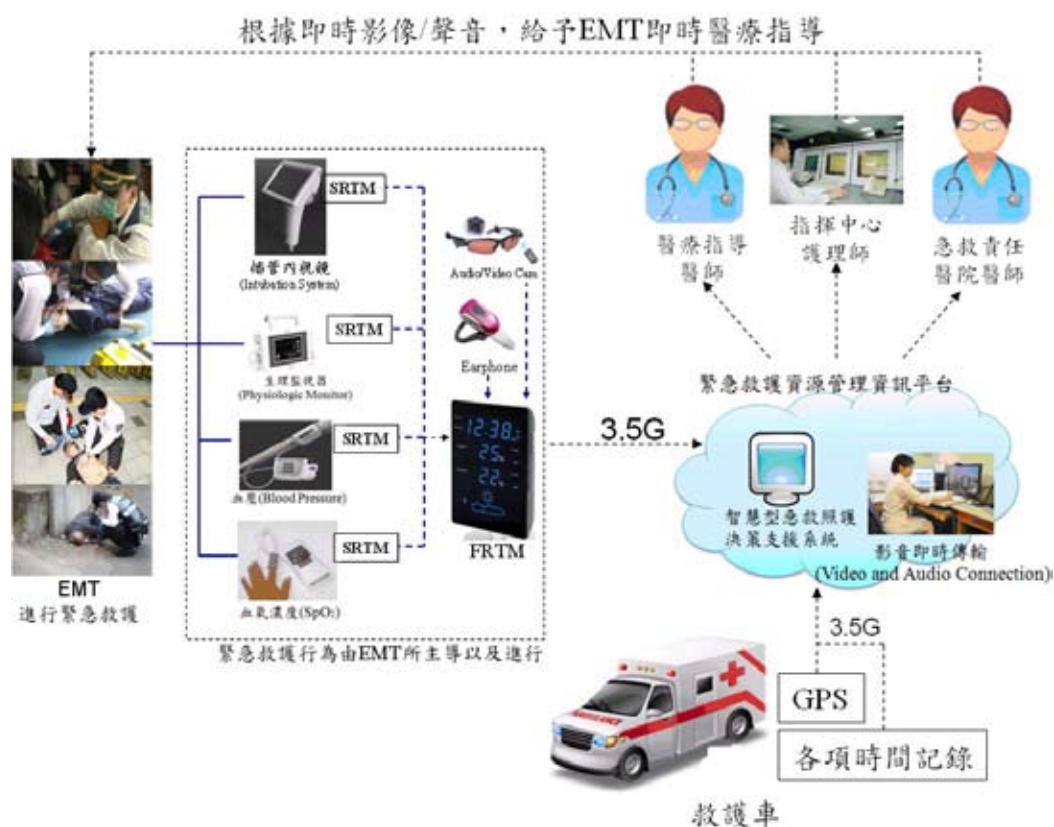 根據即時影像/聲音，給予EMT即時醫療指導
SRTM
插管內視鏡
(Intubation System)
SRTM
生理監視器
(Physiologic Monitor)
SRTM
血壓(Blood Pressure)
SRTM
血氧濃度(SpO₂)
Audio/Video Cam
Earphone
12:38
25
22
FRTM
EMT
進行緊急救護
緊急救護行為由EMT所主導以及進行
3.5G
醫療指導
醫師
指揮中心
護理師
急救責任
醫院醫師
緊急救護資源管理資訊平台
智慧型急救照護
決策支援系統
影音即時傳輸
(Video and Audio Connection)
3.5G
GPS
各項時間記錄
AMBULANCE
救護車